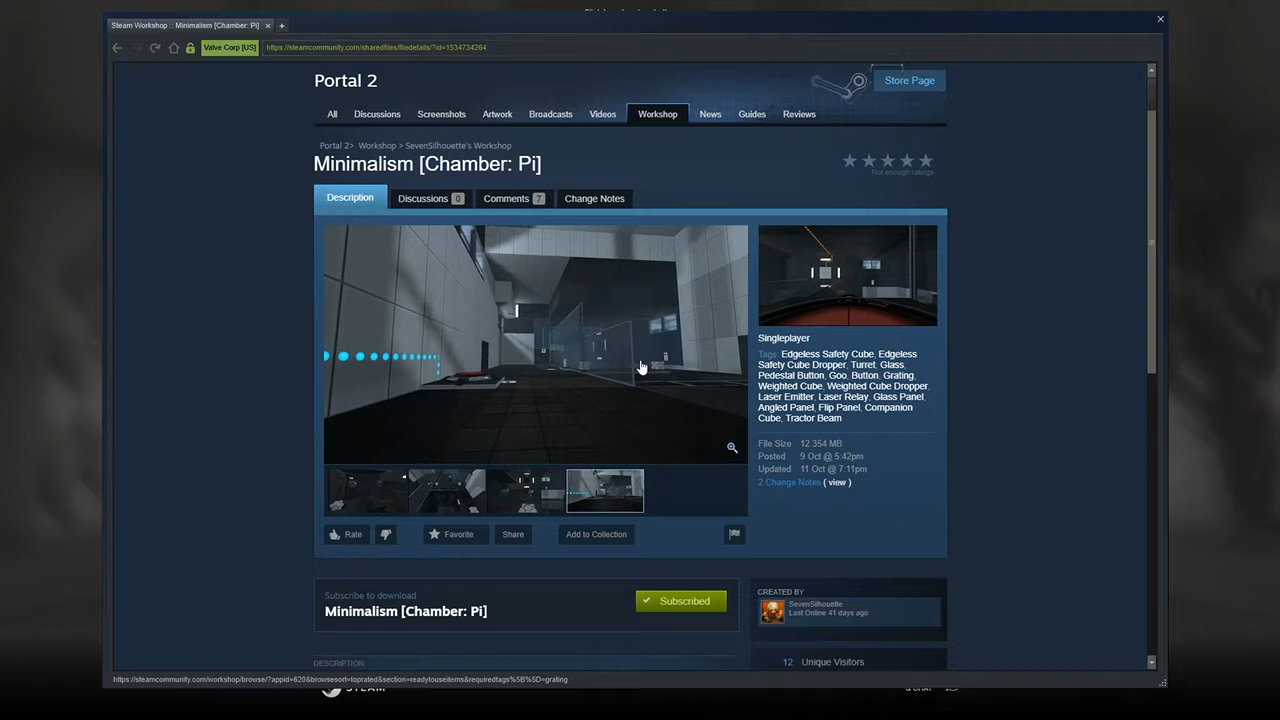 Steam Workshop :: Minimalism [Chamber: Pi]
Valve Corp [US] https://steamcommunity.com/sharedfiles/filedetails/?id=1534734264
Portal 2
Store Page
All Discussions Screenshots Artwork Broadcasts Videos Workshop News Guides Reviews
Portal 2> Workshop > SevenSilhouette's Workshop
Minimalism [Chamber: Pi]
Not enough ratings
Description Discussions 0 Comments 7 Change Notes
Singleplayer
Tags: Edgeless Safety Cube, Edgeless
Safety Cube Dropper, Turret, Glass,
Pedestal Button, Goo, Button, Grating,
Weighted Cube, Weighted Cube Dropper,
Laser Emitter, Laser Relay, Glass Panel,
Angled Panel, Flip Panel, Companion
Cube, Tractor Beam
File Size 12.354 MB
Posted 9 Oct @ 5:42pm
Updated 11 Oct @ 7:11pm
2 Change Notes ( view )
Rate Favorite Share Add to Collection
Subscribe to download
Minimalism [Chamber: Pi]
Subscribed
CREATED BY
SevenSilhouette
Last Online 41 days ago
DESCRIPTION
12 Unique Visitors
https://steamcommunity.com/workshop/browse/?appid=620&browsesort=toprated&section=readytouseitems&requiredtags%5B%5D=grating
STEAM
& CHAT